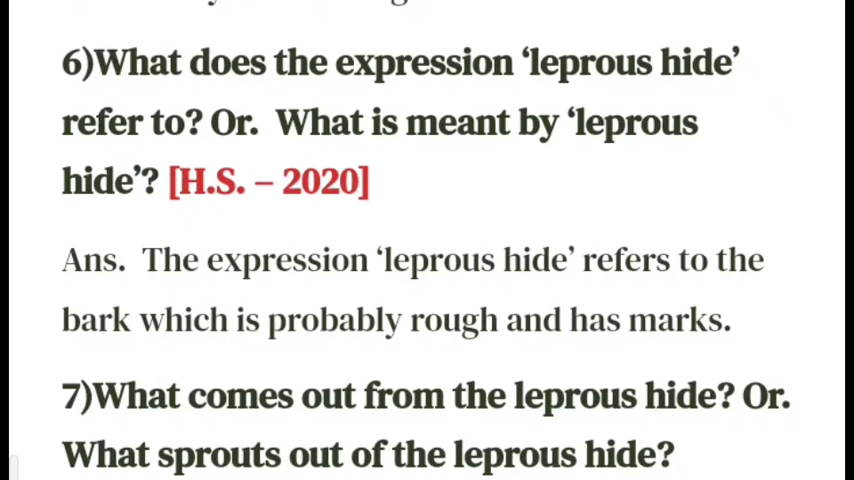 6)What does the expression ‘leprous hide’
refer to? Or.  What is meant by ‘leprous
hide’? [H.S. – 2020]
Ans.  The expression ‘leprous hide’ refers to the
bark which is probably rough and has marks.
7)What comes out from the leprous hide? Or.
What sprouts out of the leprous hide?